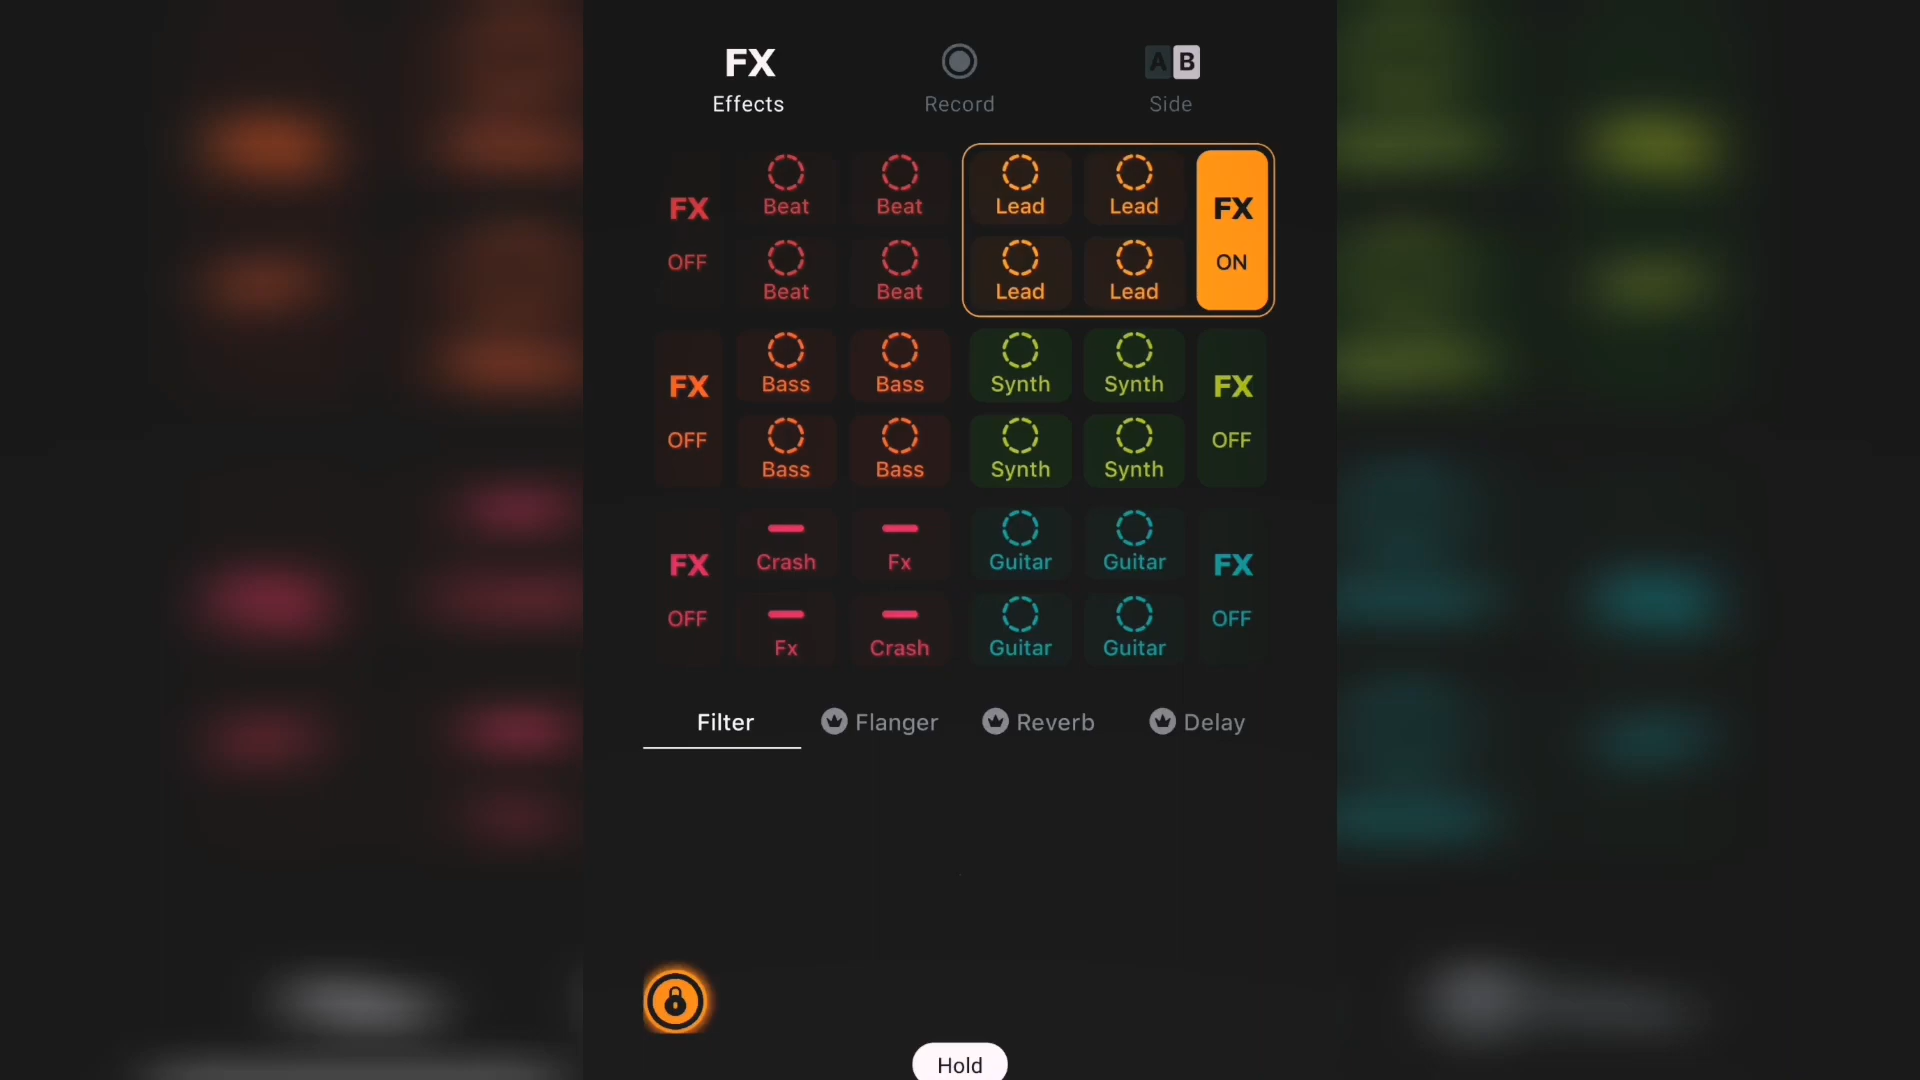 FX
Effects
Record
A B
Side
FX
OFF
Beat Beat
Beat Beat
Lead Lead
Lead Lead
FX
ON
FX
OFF
Bass Bass
Bass Bass
Synth Synth
Synth Synth
FX
OFF
FX
OFF
Crash Fx
Fx Crash
Guitar Guitar
Guitar Guitar
FX
OFF
Filter Flanger Reverb Delay
Hold